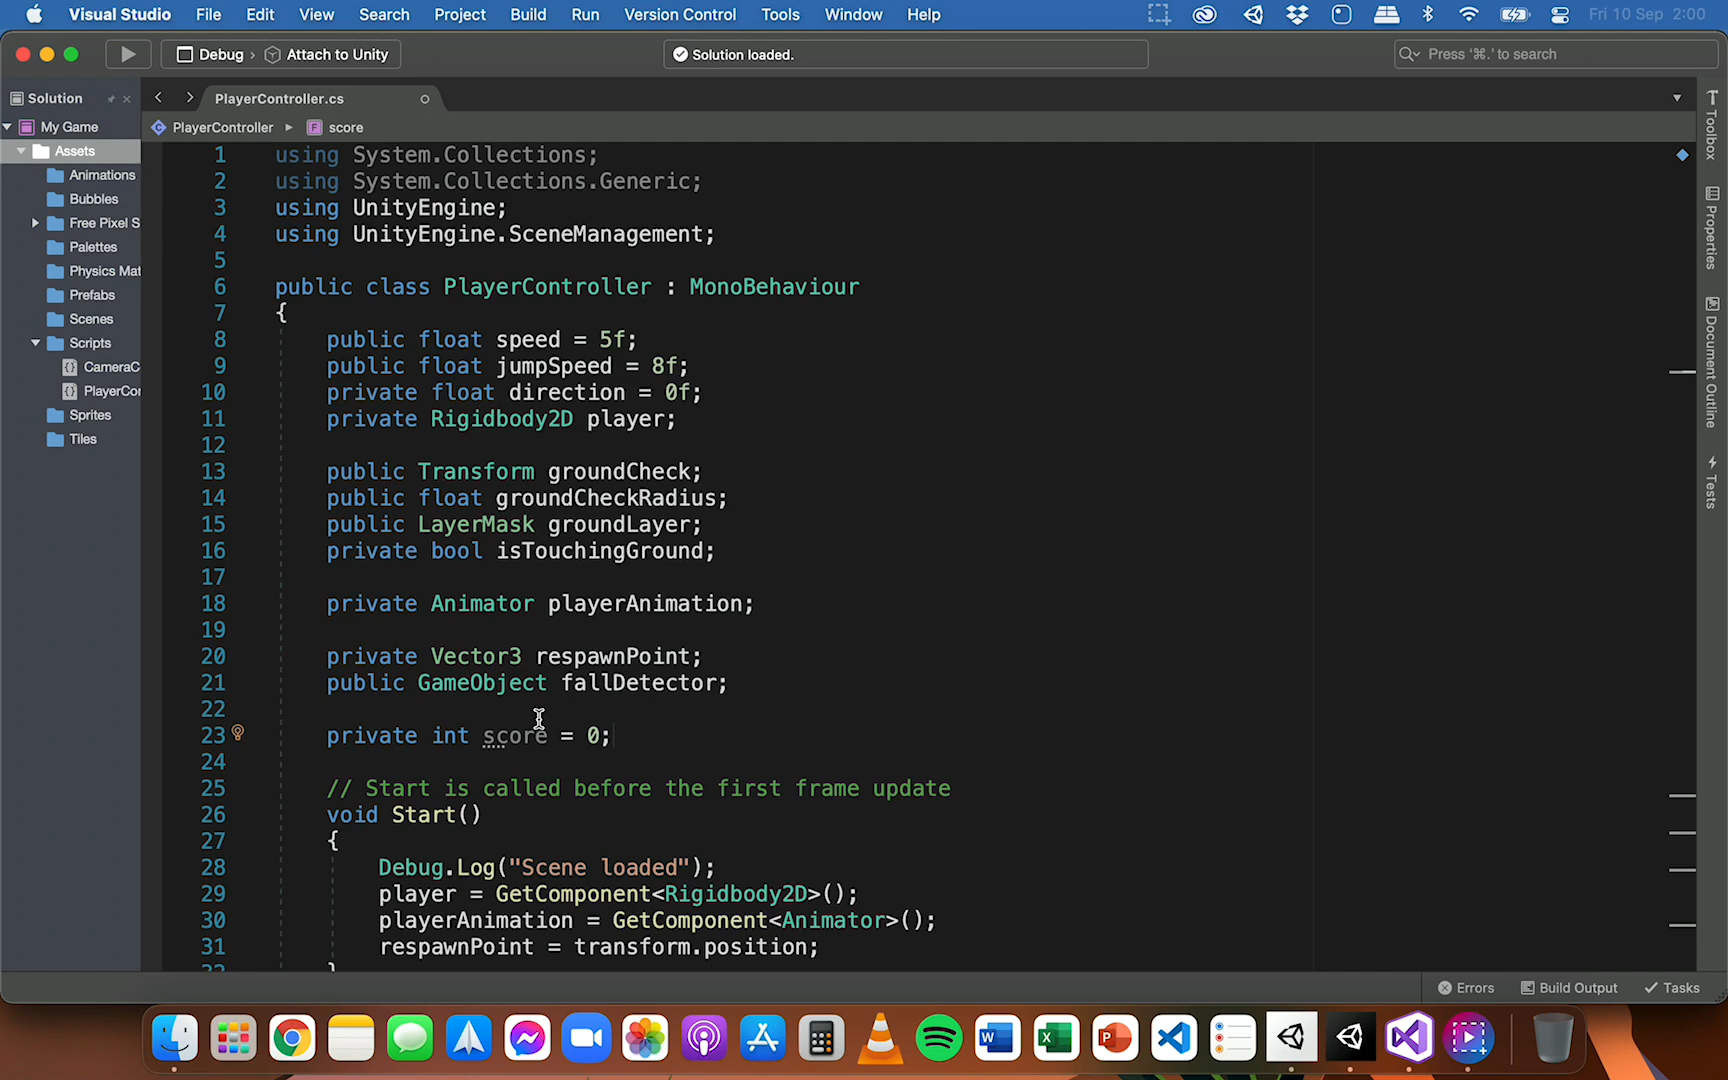 Visual Studio File Edit View Search Project Build Run Version Control Tools Window Help Fri 10 Sep 2:00
Debug › Attach to Unity
Solution loaded.
Press '⌘.' to search
Solution
My Game
Assets
Animations
Bubbles
Free Pixel S
Palettes
Physics Mat
Prefabs
Scenes
Scripts
CameraC
PlayerCon
Sprites
Tiles
PlayerController.cs
PlayerController score
1 using System.Collections;
2 using System.Collections.Generic;
3 using UnityEngine;
4 using UnityEngine.SceneManagement;
5
6 public class PlayerController : MonoBehaviour
7 {
8 public float speed = 5f;
9 public float jumpSpeed = 8f;
10 private float direction = 0f;
11 private Rigidbody2D player;
12
13 public Transform groundCheck;
14 public float groundCheckRadius;
15 public LayerMask groundLayer;
16 private bool isTouchingGround;
17
18 private Animator playerAnimation;
19
20 private Vector3 respawnPoint;
21 public GameObject fallDetector;
22
23 private int score = 0;
24
25 // Start is called before the first frame update
26 void Start()
27 {
28 Debug.Log("Scene loaded");
29 player = GetComponent<Rigidbody2D>();
30 playerAnimation = GetComponent<Animator>();
31 respawnPoint = transform.position;
32 }
Toolbox
Properties
Document Outline
Tests
Errors Build Output Tasks